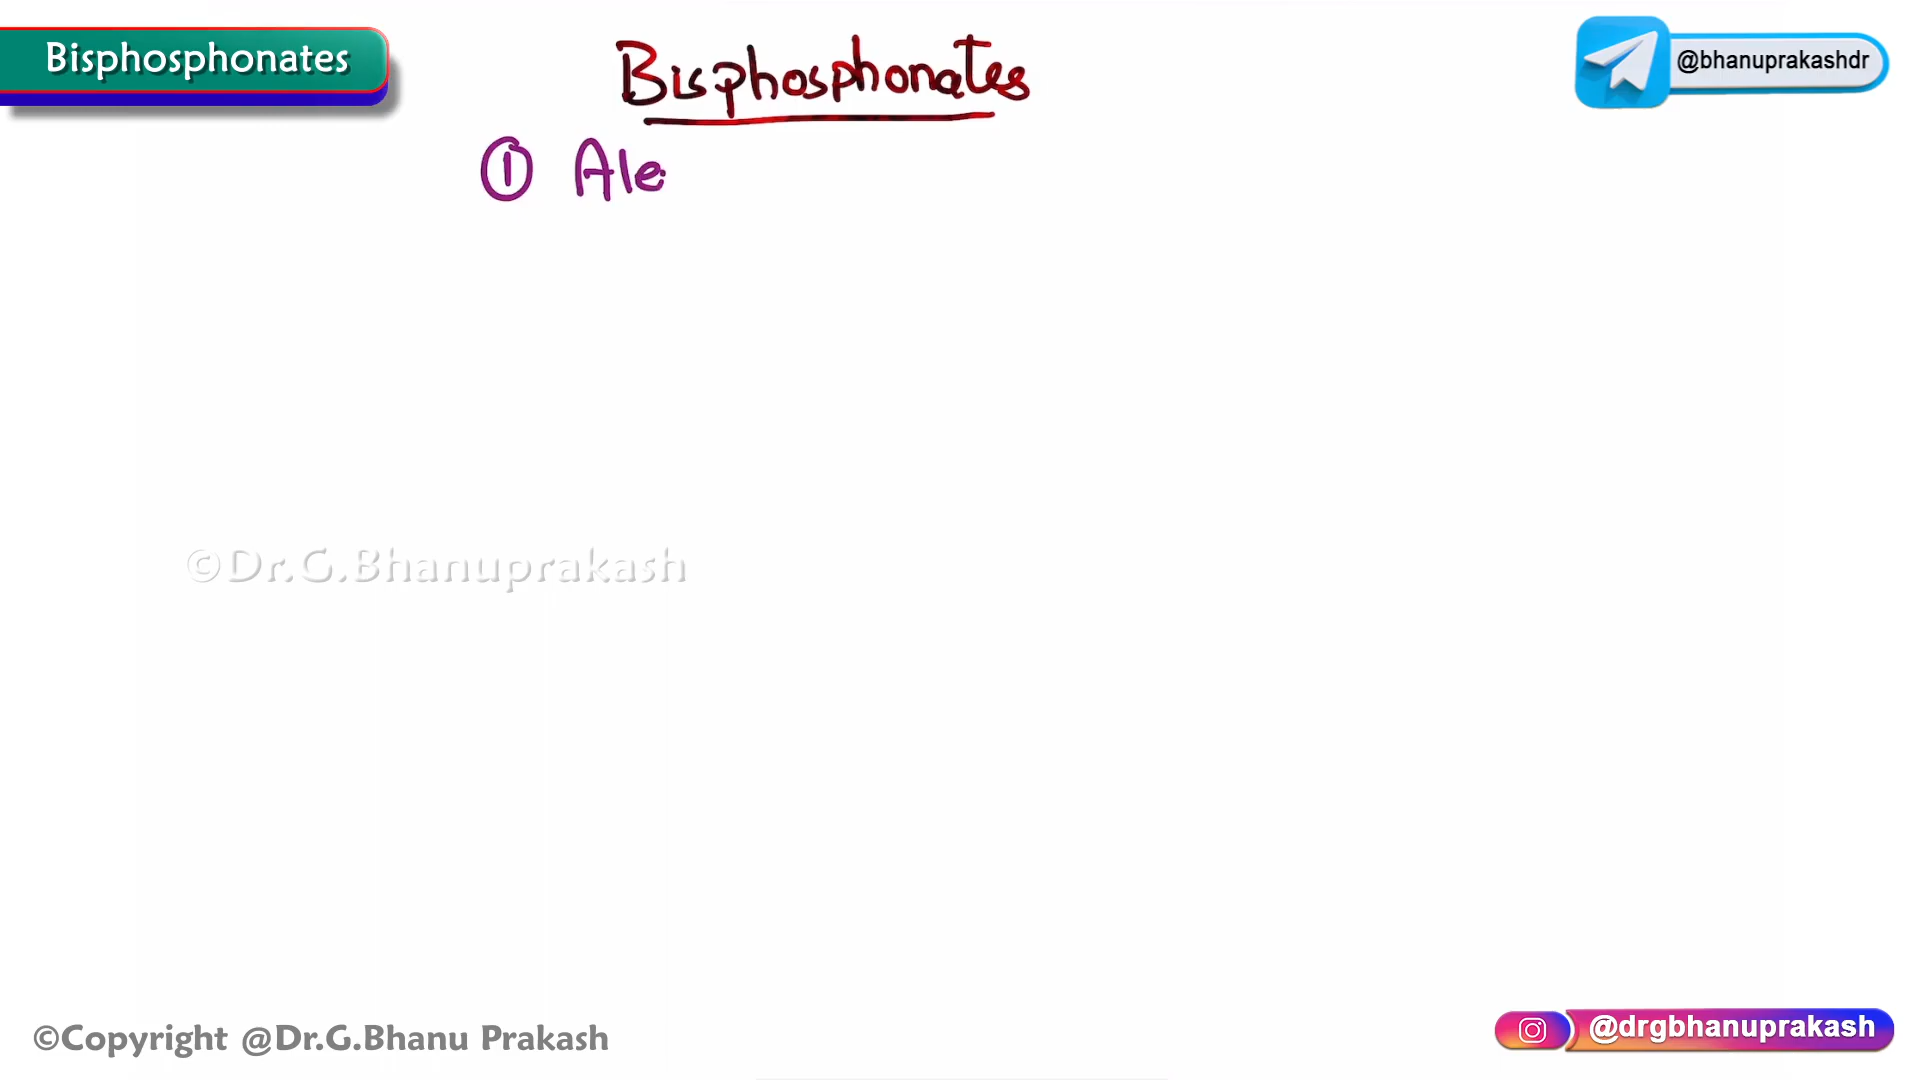 Bisphosphonates
Bisphosphonates
@bhanuprakashdr
① Ale
©Dr.G.Bhanuprakash
©Copyright @Dr.G.Bhanu Prakash
@drgbhanuprakash